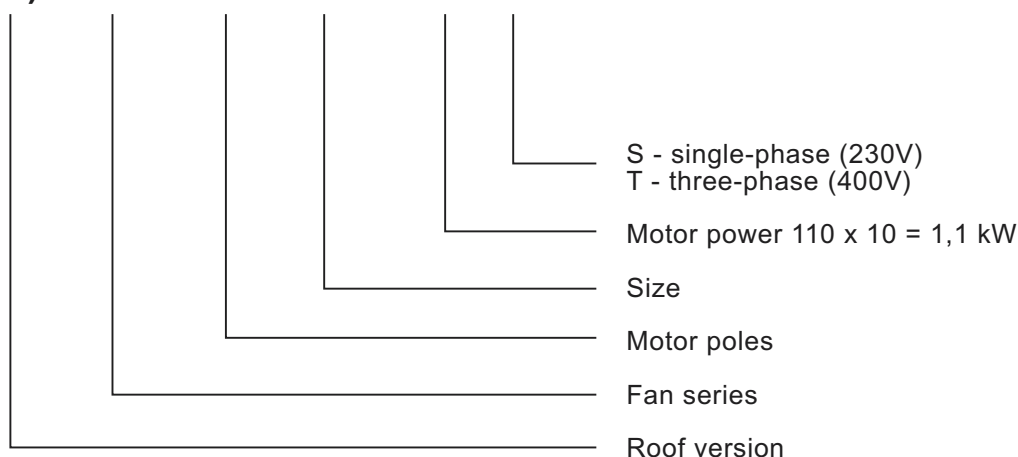 S - single-phase (230V)
T - three-phase (400V)
Motor power 110 x 10 = 1,1 kW
Size
Motor poles
Fan series
Roof version